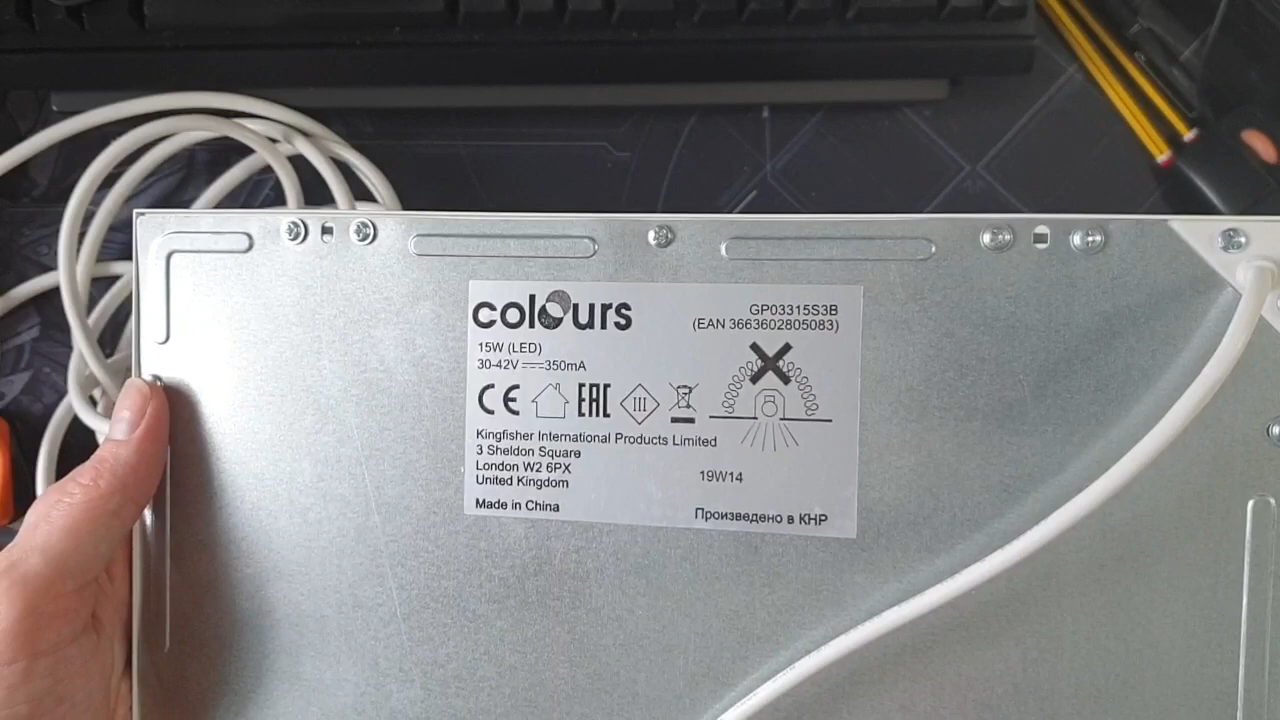 colours
GP03315S3B
(EAN 3663602805083)
15W (LED)
30-42V ⎓350mA
CE EAC III
Kingfisher International Products Limited
3 Sheldon Square
London W2 6PX
United Kingdom
19W14
Made in China
Произведено в КНР